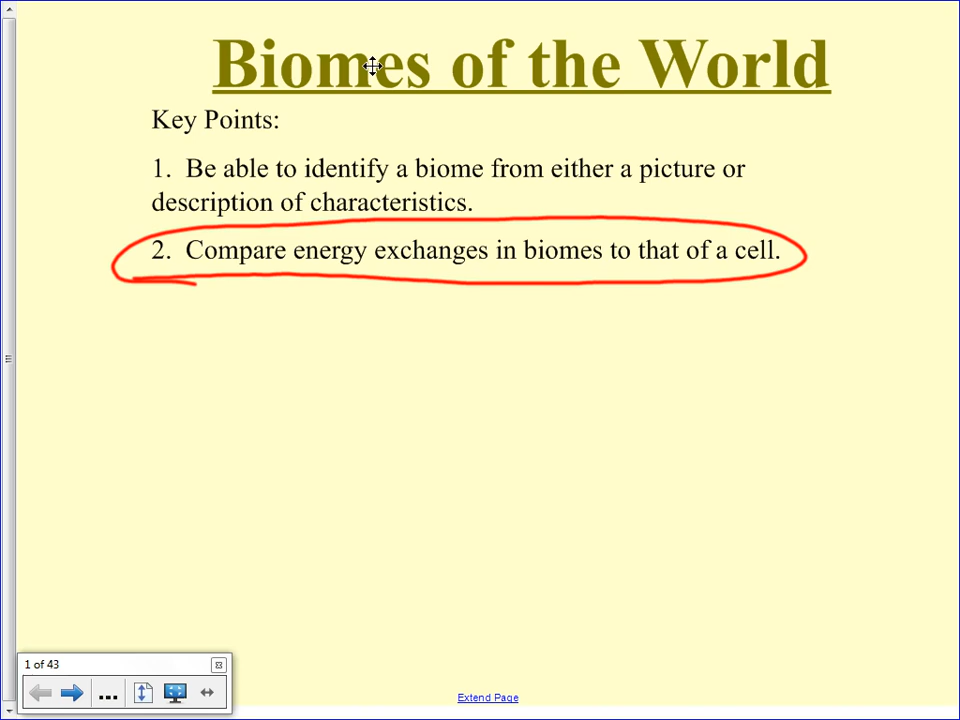 Biomes of the World
Key Points:
1. Be able to identify a biome from either a picture or
description of characteristics.
2. Compare energy exchanges in biomes to that of a cell.
1 of 43
...
Extend Page